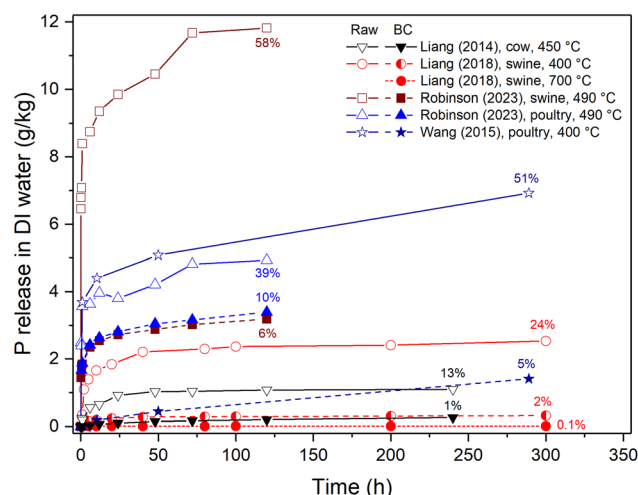 Raw BC
Liang (2014), cow, 450 °C
Liang (2018), swine, 400 °C
Liang (2018), swine, 700 °C
Robinson (2023), swine, 490 °C
Robinson (2023), poultry, 490 °C
Wang (2015), poultry, 400 °C
58%
51%
39%
10%
6%
24%
13%
5%
1%
2%
0.1%
P release in DI water (g/kg)
12
10
8
6
4
2
0
0 50 100 150 200 250 300 350
Time (h)